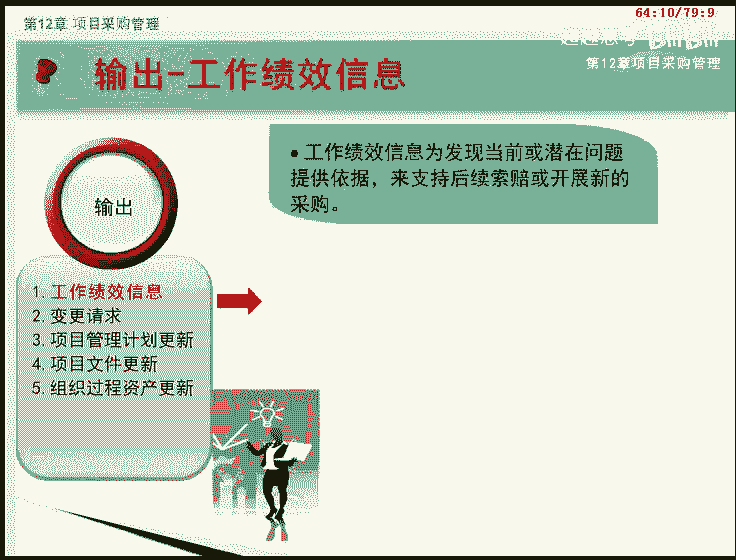 64:10/79:9
第12章 项目采购管理
第12章项目采购管理
输出-工作绩效信息
输出
1. 工作绩效信息
2. 变更请求
3. 项目管理计划更新
4. 项目文件更新
5. 组织过程资产更新
● 工作绩效信息为发现当前或潜在问题
提供依据，来支持后续索赔或开展新的
采购。